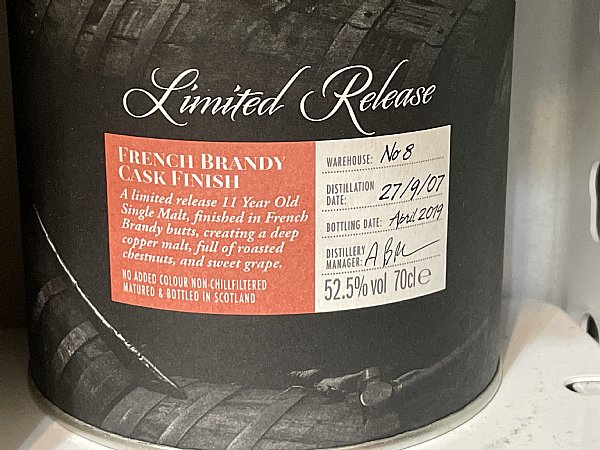 Limited Release
FRENCH BRANDY
CASK FINISH
A limited release 11 Year Old
Single Malt, finished in French
Brandy butts, creating a deep
copper malt, full of roasted
chestnuts, and sweet grape.
NO ADDED COLOUR NON-CHILLFILTERED
MATURED & BOTTLED IN SCOTLAND
WAREHOUSE: No 8
DISTILLATION
DATE: 27/9/07
BOTTLING DATE: April 2019
DISTILLERY
MANAGER:
52.5% vol 70cl e